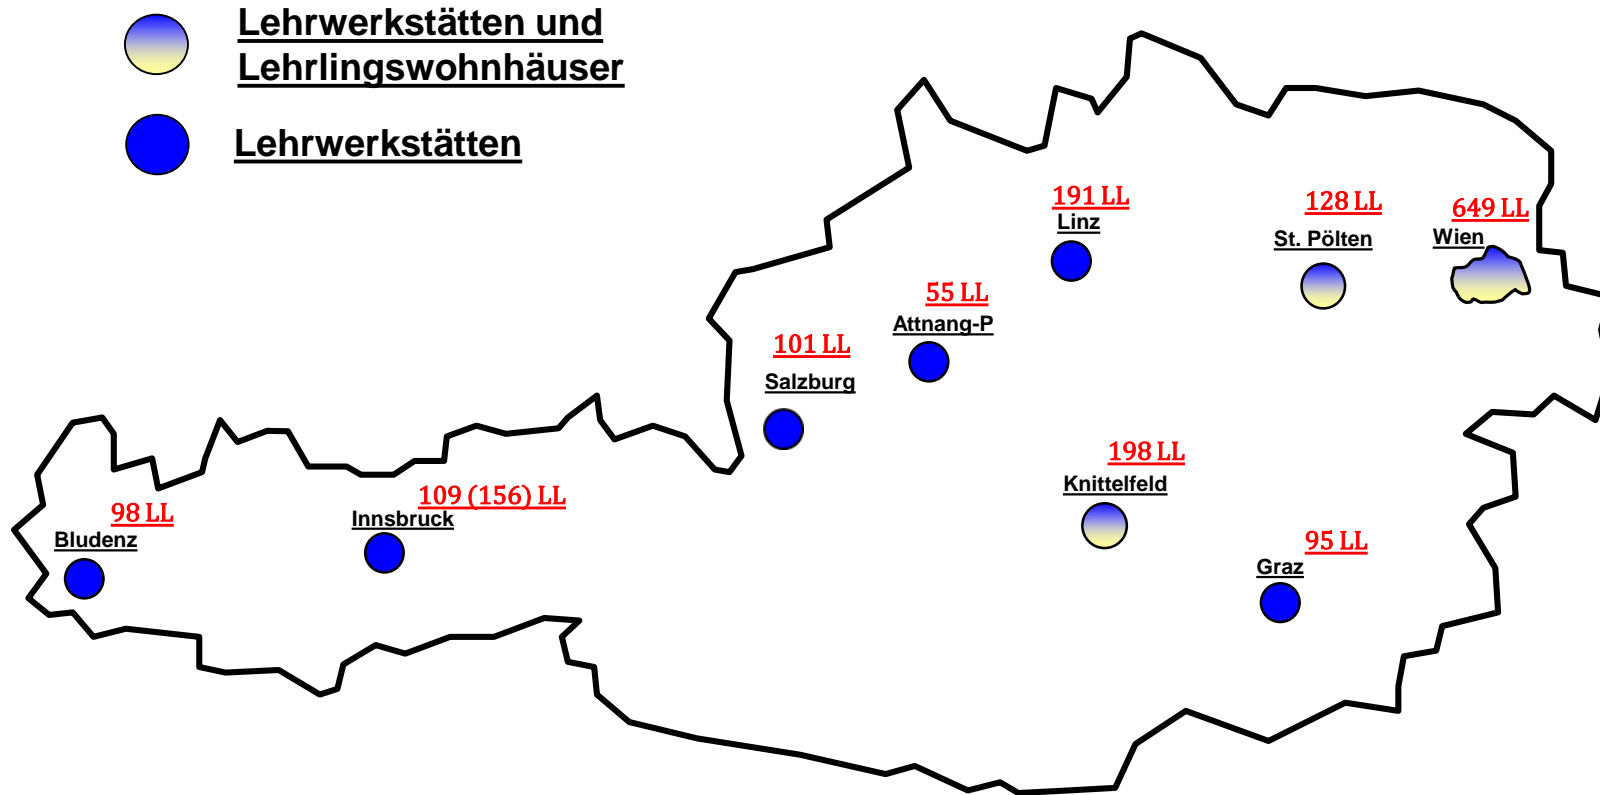 Lehrwerkstätten und
Lehrlingswohnhäuser
Lehrwerkstätten
191 LL
Linz
128 LL
St. Pölten
649 LL
Wien
55 LL
Attnang-P
101 LL
Salzburg
198 LL
Knittelfeld
109 (156) LL
Innsbruck
98 LL
Bludenz
95 LL
Graz